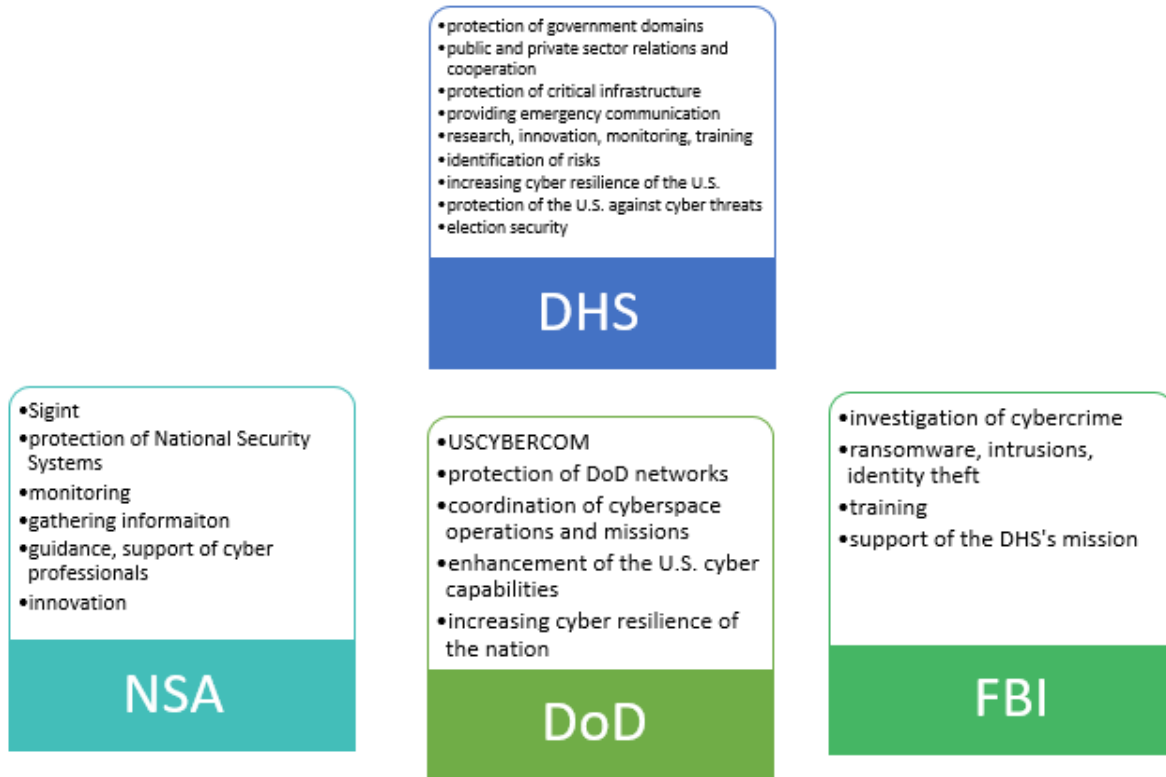 •protection of government domains
•public and private sector relations and
cooperation
•protection of critical infrastructure
•providing emergency communication
•research, innovation, monitoring, training
•identification of risks
•increasing cyber resilience of the U.S.
•protection of the U.S. against cyber threats
•election security
DHS
•Sigint
•protection of National Security
Systems
•monitoring
•gathering informaiton
•guidance, support of cyber
professionals
•innovation
NSA
•USCYBERCOM
•protection of DoD networks
•coordination of cyberspace
operations and missions
•enhancement of the U.S. cyber
capabilities
•increasing cyber resilience of
the nation
DoD
•investigation of cybercrime
•ransomware, intrusions,
identity theft
•training
•support of the DHS's mission
FBI